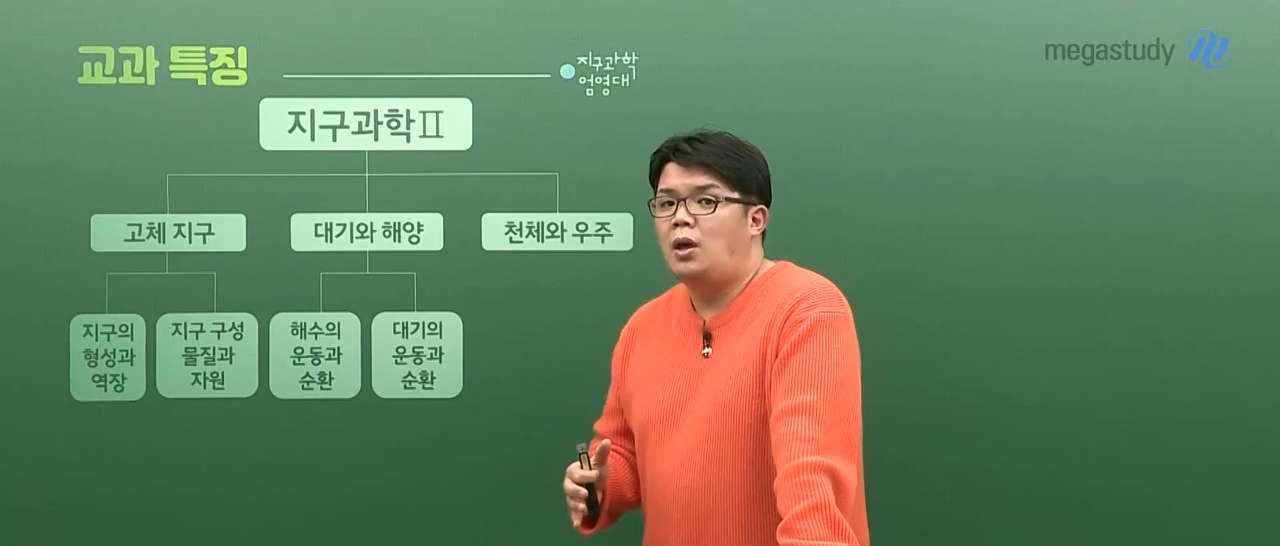 교과 특징
지구과학
엄영대
megastudy
지구과학Ⅱ
고체 지구
대기와 해양
천체와 우주
지구의
형성과
역장
지구 구성
물질과
자원
해수의
운동과
순환
대기의
운동과
순환